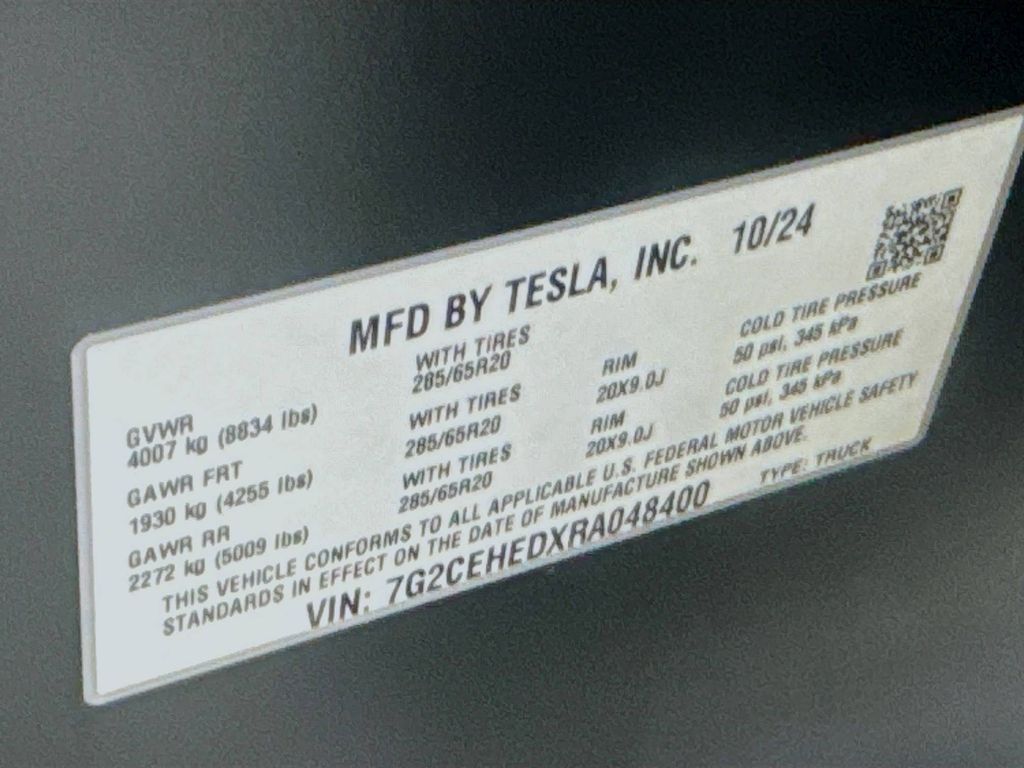 MFD BY TESLA, INC. 10/24
GVWR
4007 kg (8834 lbs)
WITH TIRES
285/65R20
RIM
20X9.0J
COLD TIRE PRESSURE
50 psi, 345 kPa
GAWR FRT
1930 kg (4255 lbs)
WITH TIRES
285/65R20
RIM
20X9.0J
COLD TIRE PRESSURE
50 psi, 345 kPa
GAWR RR
2272 kg (5009 lbs)
WITH TIRES
285/65R20
THIS VEHICLE CONFORMS TO ALL APPLICABLE U.S. FEDERAL MOTOR VEHICLE SAFETY
STANDARDS IN EFFECT ON THE DATE OF MANUFACTURE SHOWN ABOVE.
VIN: 7G2CEHEDXRA048400 TYPE: TRUCK